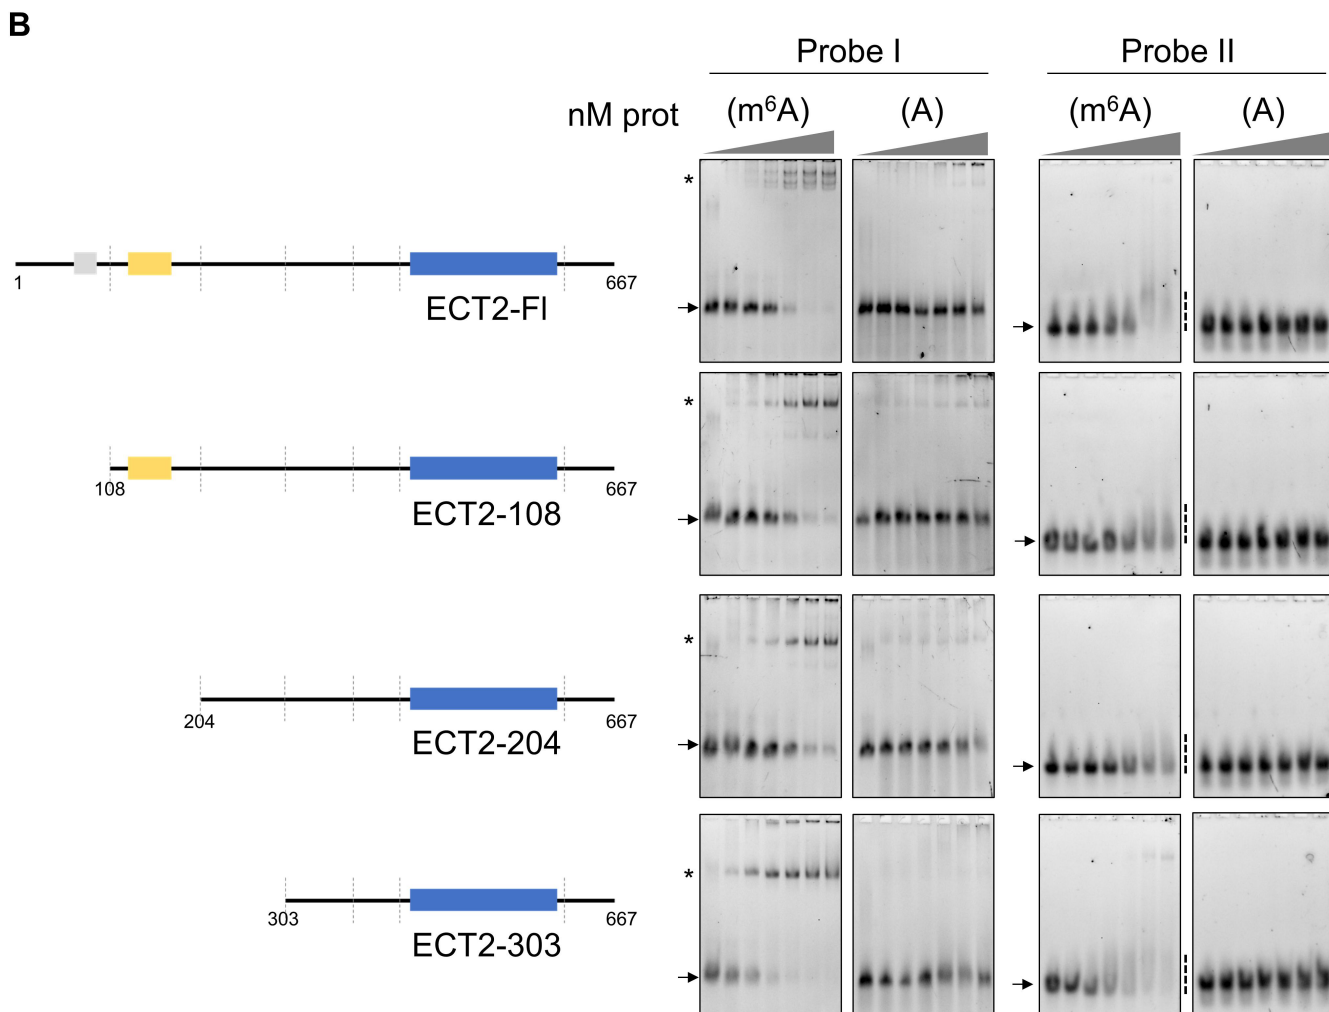 B
Probe I
Probe II
nM prot
(m⁶A)
(A)
(m⁶A)
(A)
*
1
667
ECT2-Fl
*
108
667
ECT2-108
*
204
667
ECT2-204
*
303
667
ECT2-303